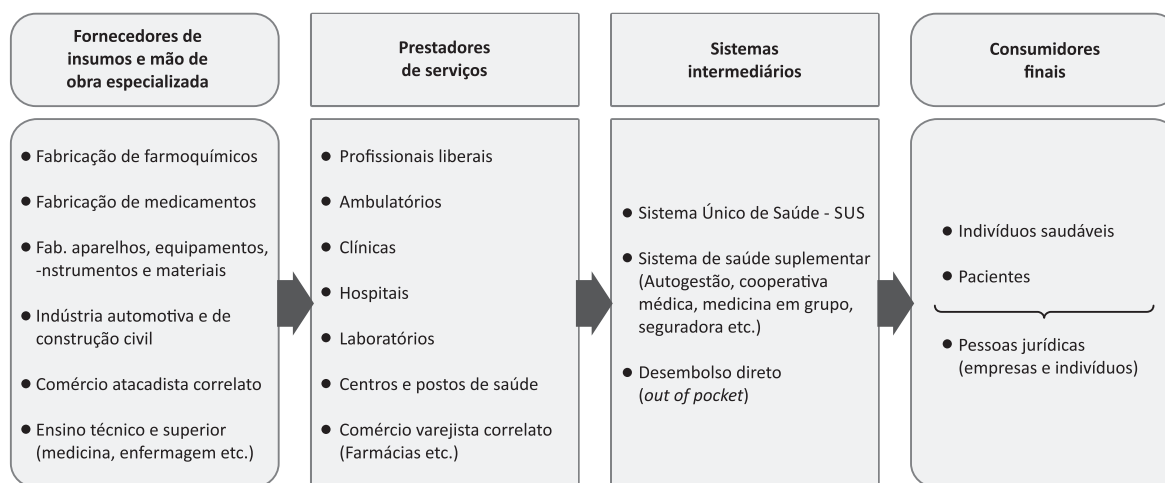 Fornecedores de
insumos e mão de
obra especializada
Prestadores
de serviços
Sistemas
intermediários
Consumidores
finais
● Fabricação de farmoquímicos
● Fabricação de medicamentos
● Fab. aparelhos, equipamentos,
-nstrumentos e materiais
● Indústria automotiva e de
construção civil
● Comércio atacadista correlato
● Ensino técnico e superior
(medicina, enfermagem etc.)
● Profissionais liberais
● Ambulatórios
● Clínicas
● Hospitais
● Laboratórios
● Centros e postos de saúde
● Comércio varejista correlato
(Farmácias etc.)
● Sistema Único de Saúde - SUS
● Sistema de saúde suplementar
(Autogestão, cooperativa
médica, medicina em grupo,
seguradora etc.)
● Desembolso direto
(out of pocket)
● Indivíduos saudáveis
● Pacientes
● Pessoas jurídicas
(empresas e indivíduos)